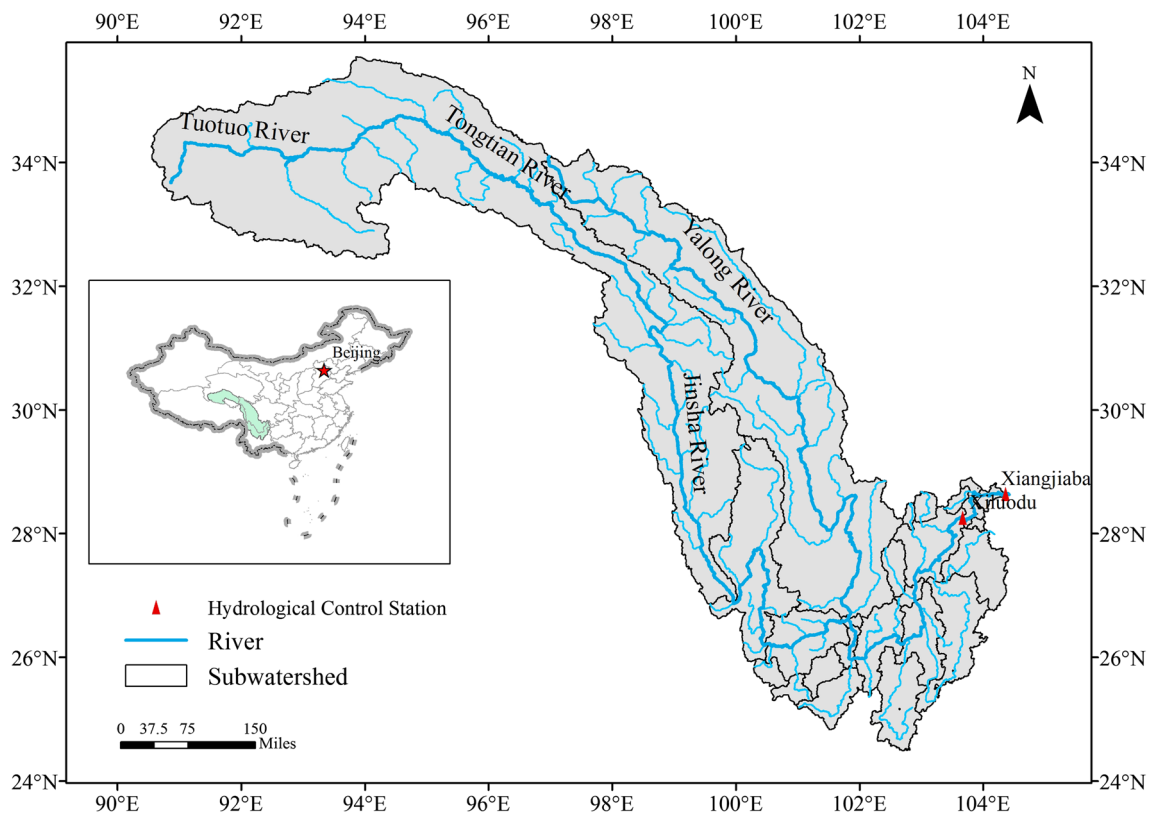 90°E 92°E 94°E 96°E 98°E 100°E 102°E 104°E
N
Tuotuo River
Tongtian River
34°N 34°N
Yalong River
32°N 32°N
Beijing
Jinsha River
30°N 30°N
Xiangjiaba
Xiluodu
28°N 28°N
Hydrological Control Station
River
26°N 26°N
Subwatershed
0 37.5 75 150
Miles
24°N 24°N
90°E 92°E 94°E 96°E 98°E 100°E 102°E 104°E